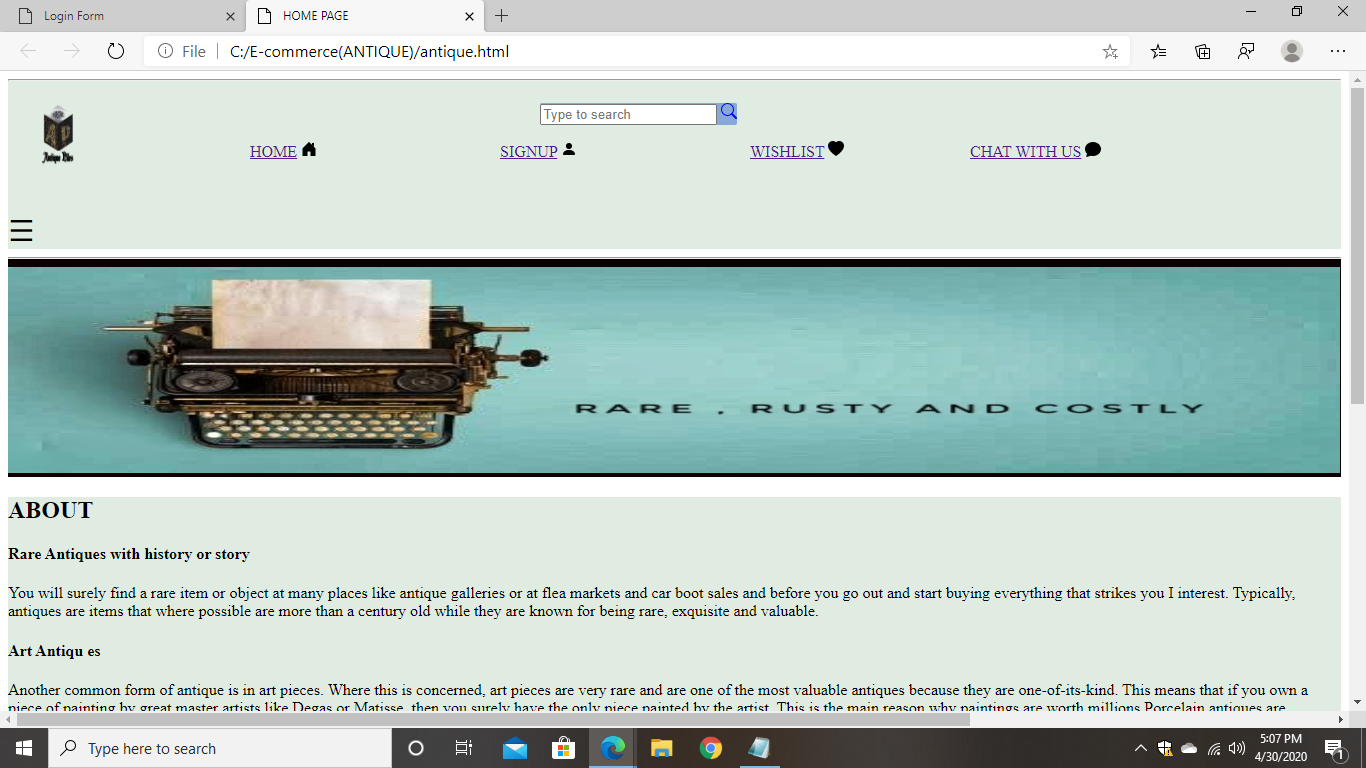 Login Form
HOME PAGE
File
C:/E-commerce(ANTIQUE)/antique.html
Type to search
HOME
SIGNUP
WISHLIST
CHAT WITH US
RARE , RUSTY AND COSTLY
ABOUT
Rare Antiques with history or story
You will surely find a rare item or object at many places like antique galleries or at flea markets and car boot sales and before you go out and start buying everything that strikes you I interest. Typically,
antiques are items that where possible are more than a century old while they are known for being rare, exquisite and valuable.
Art Antiqu es
Another common form of antique is in art pieces. Where this is concerned, art pieces are very rare and are one of the most valuable antiques because they are one-of-its-kind. This means that if you own a
piece of painting by great master artists like Degas or Matisse, then you surely have the only piece painted by the artist. This is the main reason why paintings are worth millions.Porcelain antiques are
Type here to search
5:07 PM
4/30/2020
1